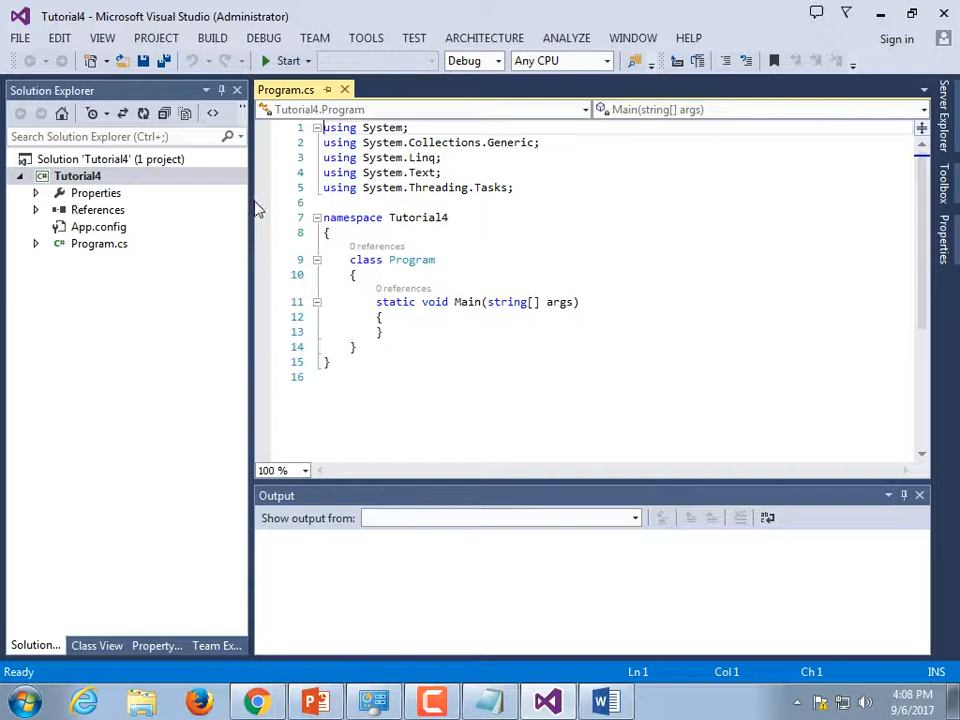 Tutorial4 - Microsoft Visual Studio (Administrator)
FILE EDIT VIEW PROJECT BUILD DEBUG TEAM TOOLS TEST ARCHITECTURE ANALYZE WINDOW HELP Sign in
Start Debug Any CPU
Solution Explorer
Search Solution Explorer (Ctrl+;)
Solution 'Tutorial4' (1 project)
C# Tutorial4
Properties
References
App.config
C# Program.cs
Solution... Class View Property... Team Ex...
Program.cs
Tutorial4.Program Main(string[] args)
1 using System;
2 using System.Collections.Generic;
3 using System.Linq;
4 using System.Text;
5 using System.Threading.Tasks;
6
7 namespace Tutorial4
8 {
0 references
9 class Program
10 {
0 references
11 static void Main(string[] args)
12 {
13 }
14 }
15 }
16
100 %
Output
Show output from:
Server Explorer
Toolbox
Properties
Ready Ln 1 Col 1 Ch 1 INS
4:08 PM
9/6/2017